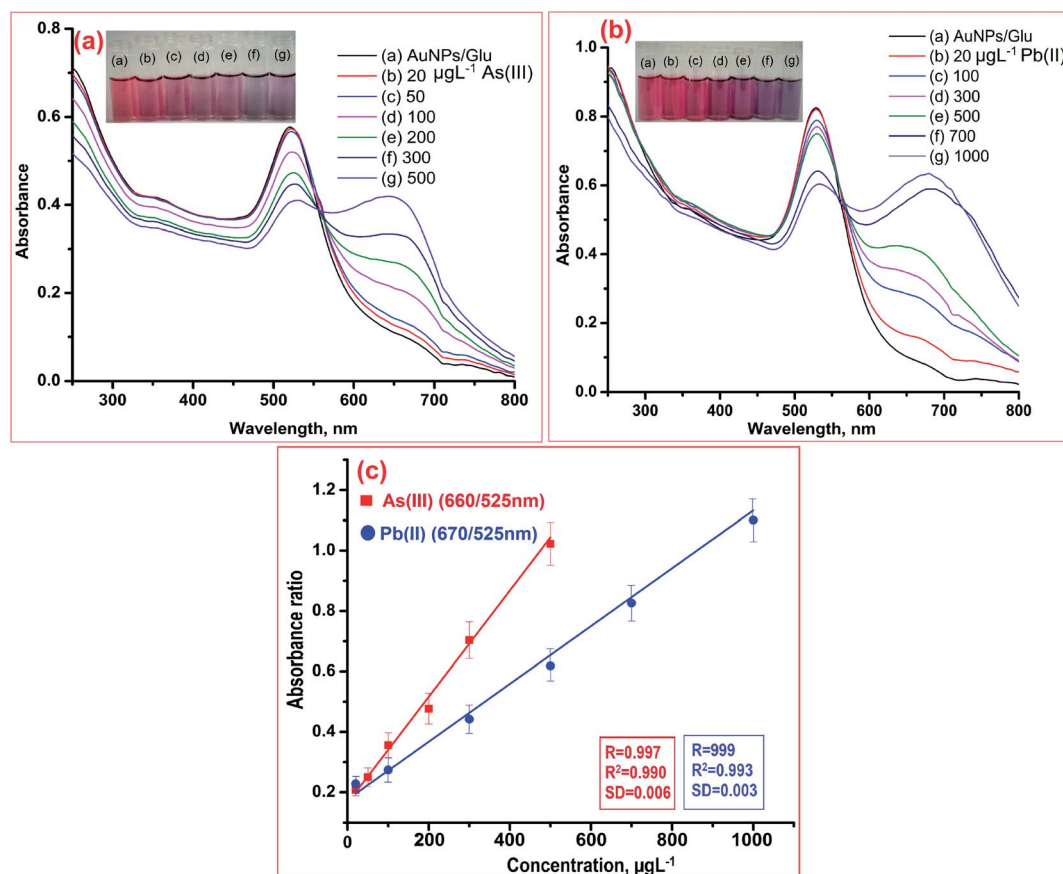 (a)
(a) (b) (c) (d) (e) (f) (g)
(a) AuNPs/Glu
(b) 20 µgL⁻¹ As(III)
(c) 50
(d) 100
(e) 200
(f) 300
(g) 500
0.8
0.6
0.4
0.2
0.0
Absorbance
300 400 500 600 700 800
Wavelength, nm
(b)
(a) (b) (c) (d) (e) (f) (g)
(a) AuNPs/Glu
(b) 20 µgL⁻¹ Pb(II)
(c) 100
(d) 300
(e) 500
(f) 700
(g) 1000
1.0
0.8
0.6
0.4
0.2
0.0
Absorbance
300 400 500 600 700 800
Wavelength, nm
(c)
As(III) (660/525nm)
Pb(II) (670/525nm)
1.2
1.0
0.8
0.6
0.4
0.2
Absorbance ratio
R=0.997
R²=0.990
SD=0.006
R=999
R²=0.993
SD=0.003
0 200 400 600 800 1000
Concentration, µgL⁻¹